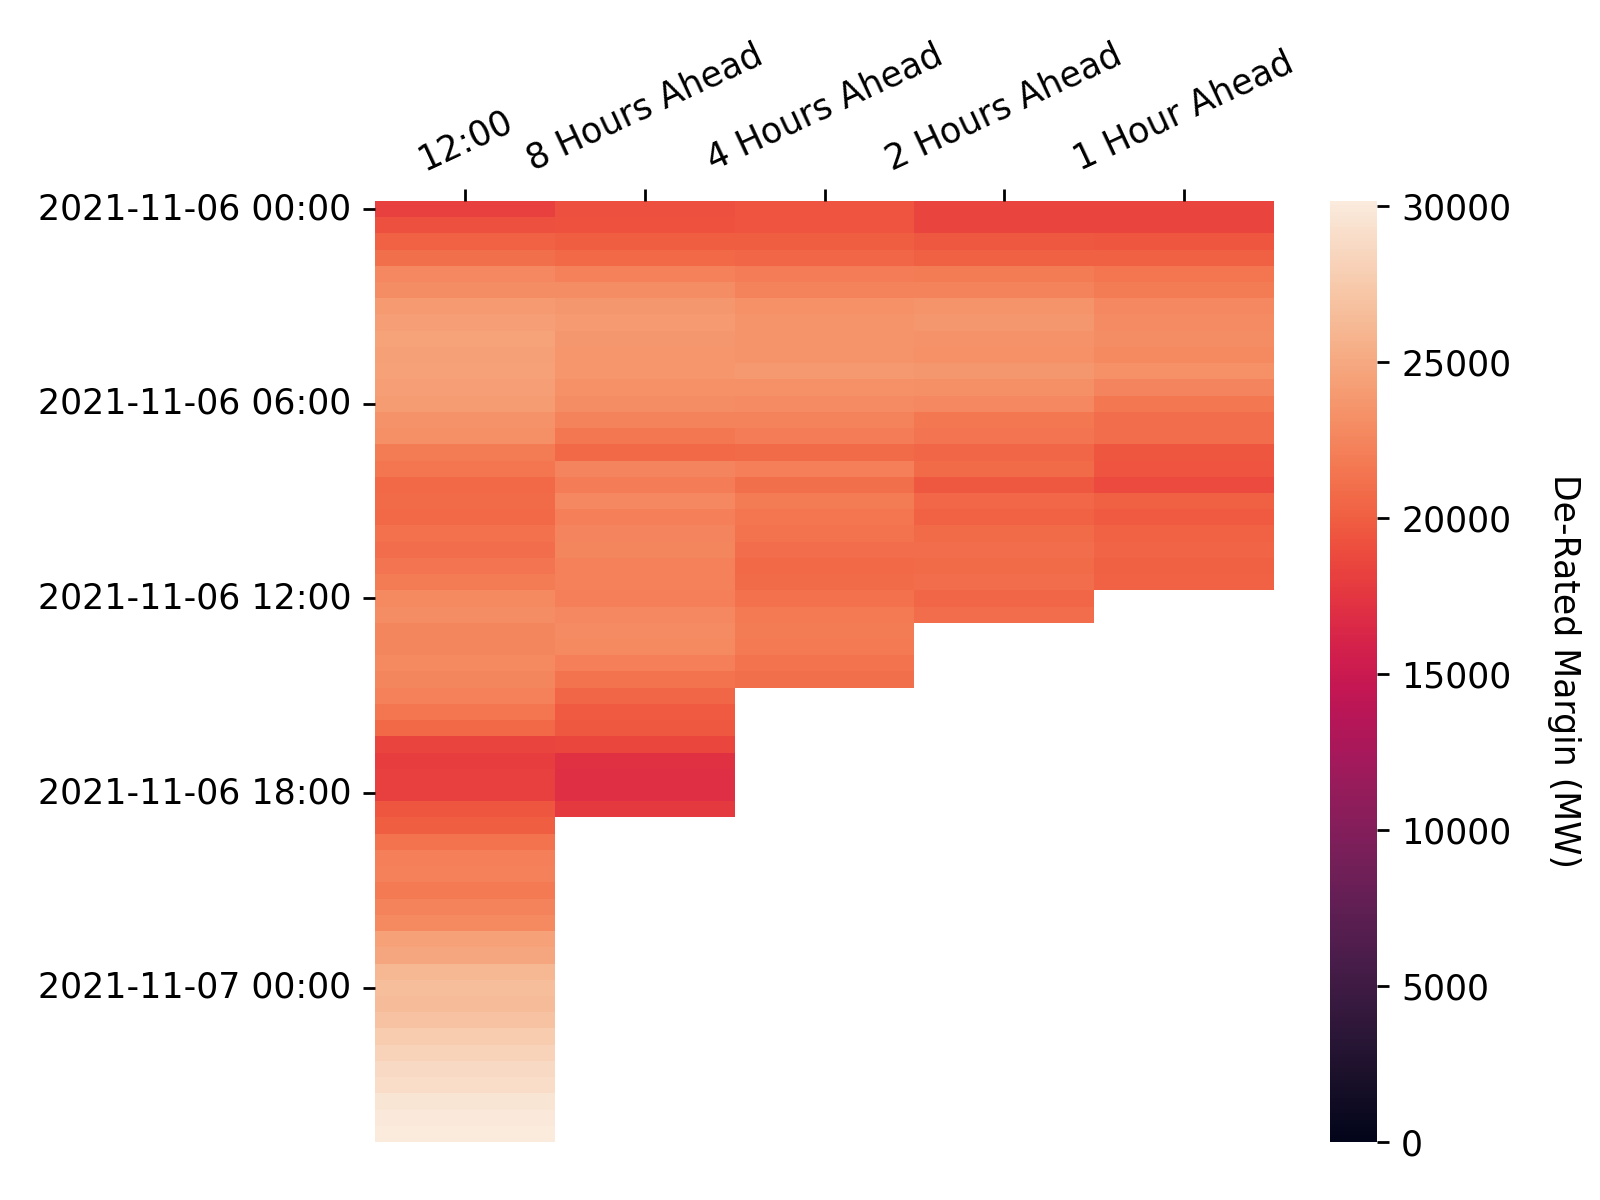 12:00
8 Hours Ahead
4 Hours Ahead
2 Hours Ahead
1 Hour Ahead
2021-11-06 00:00
2021-11-06 06:00
2021-11-06 12:00
2021-11-06 18:00
2021-11-07 00:00
30000
25000
20000
15000
10000
5000
0
De-Rated Margin (MW)